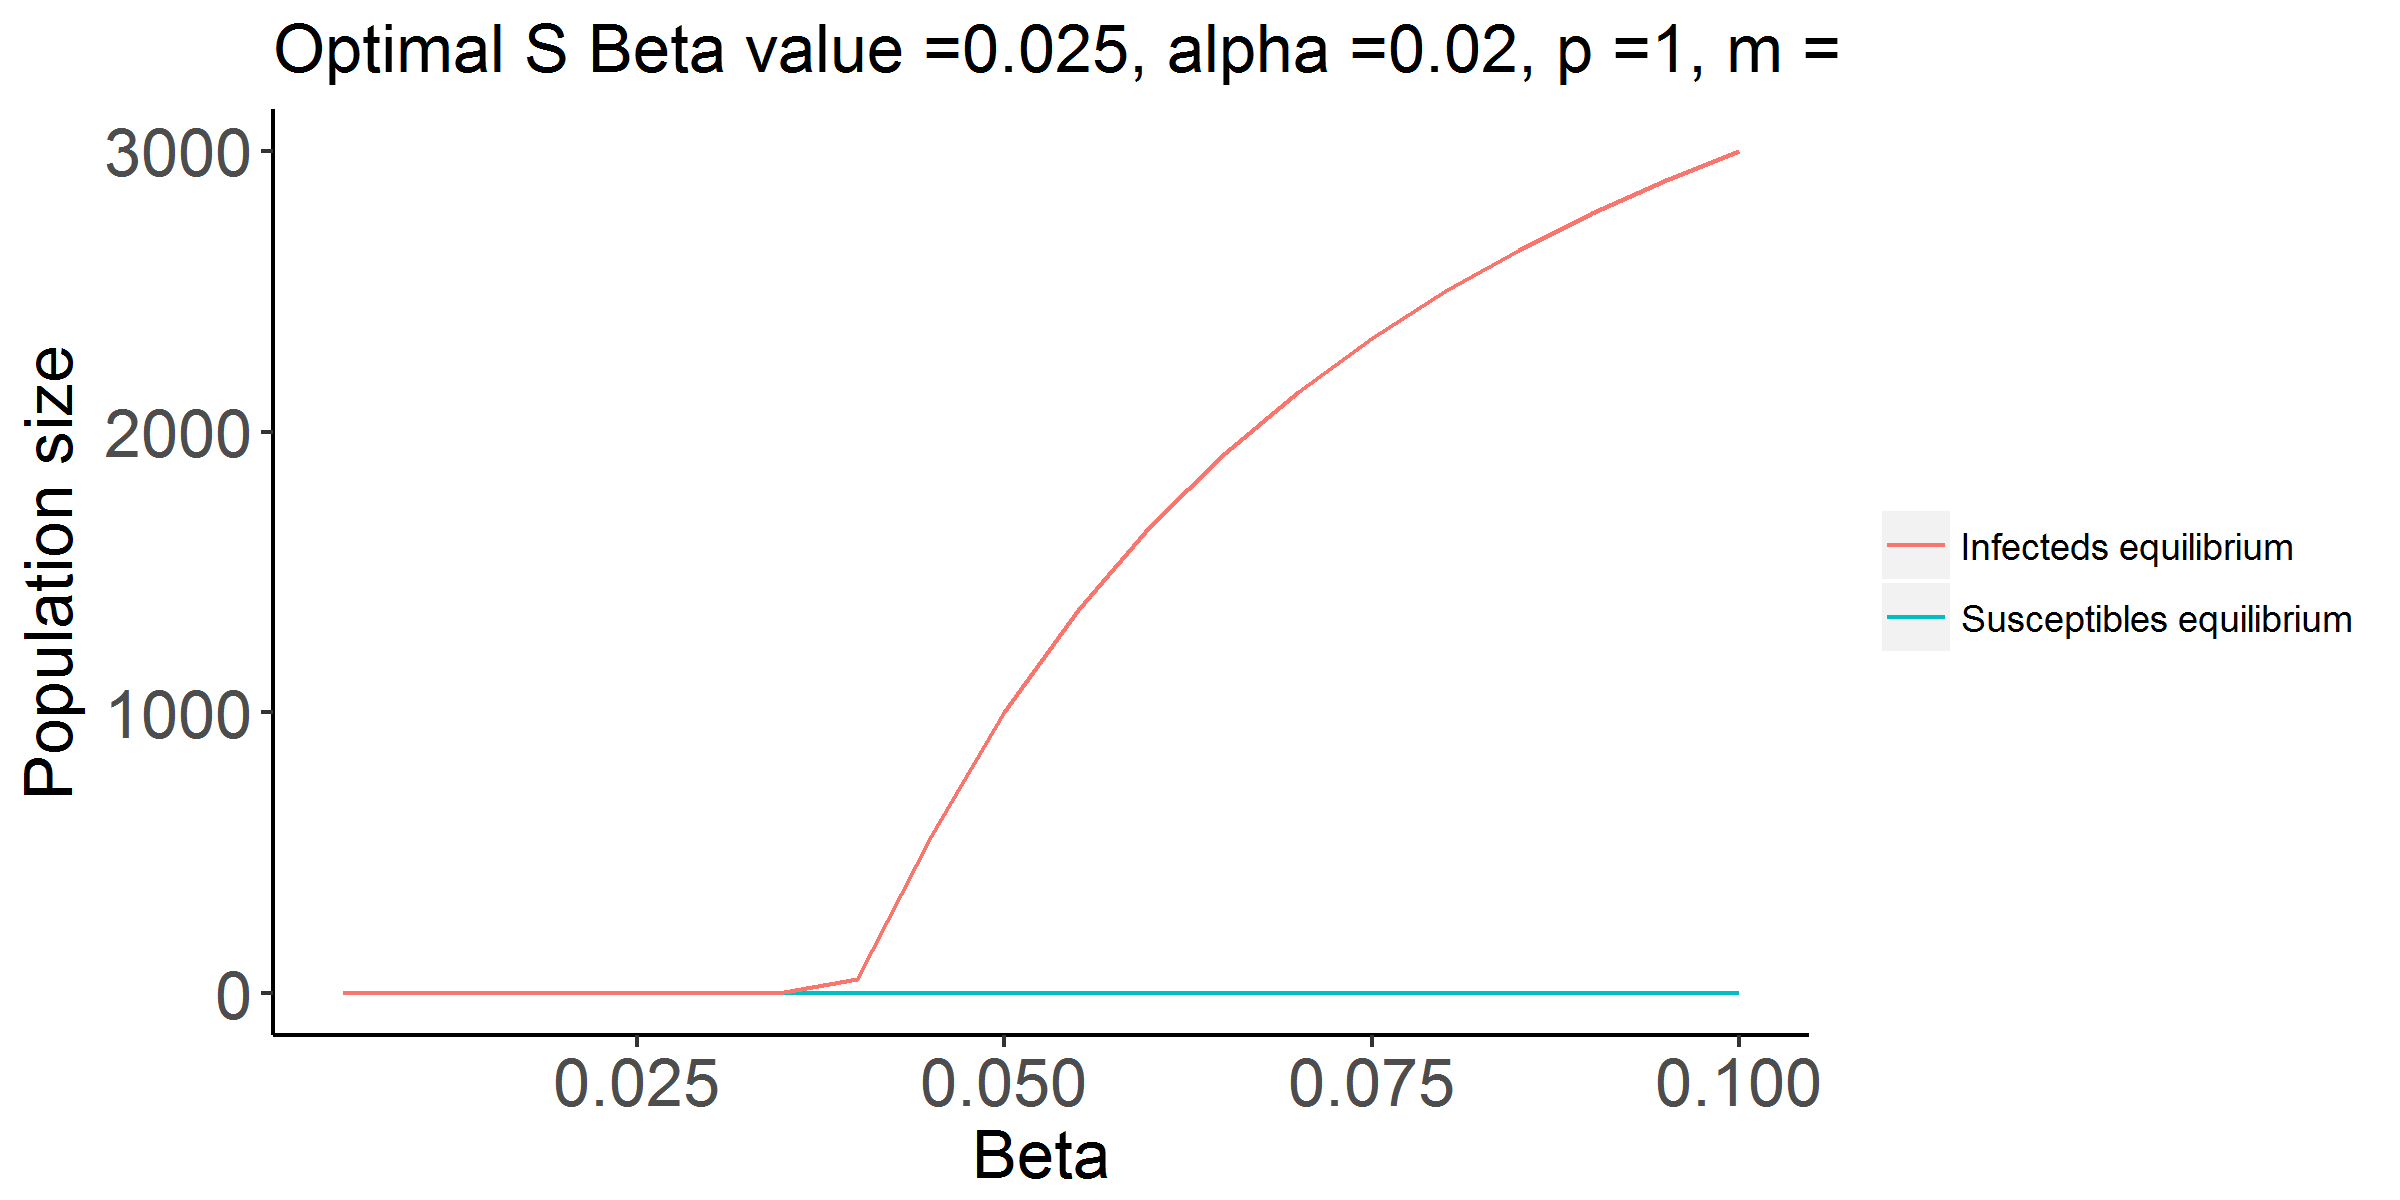 Optimal S Beta value =0.025, alpha =0.02, p =1, m =
Population size
3000
2000
1000
0
0.025 0.050 0.075 0.100
Beta
Infecteds equilibrium
Susceptibles equilibrium